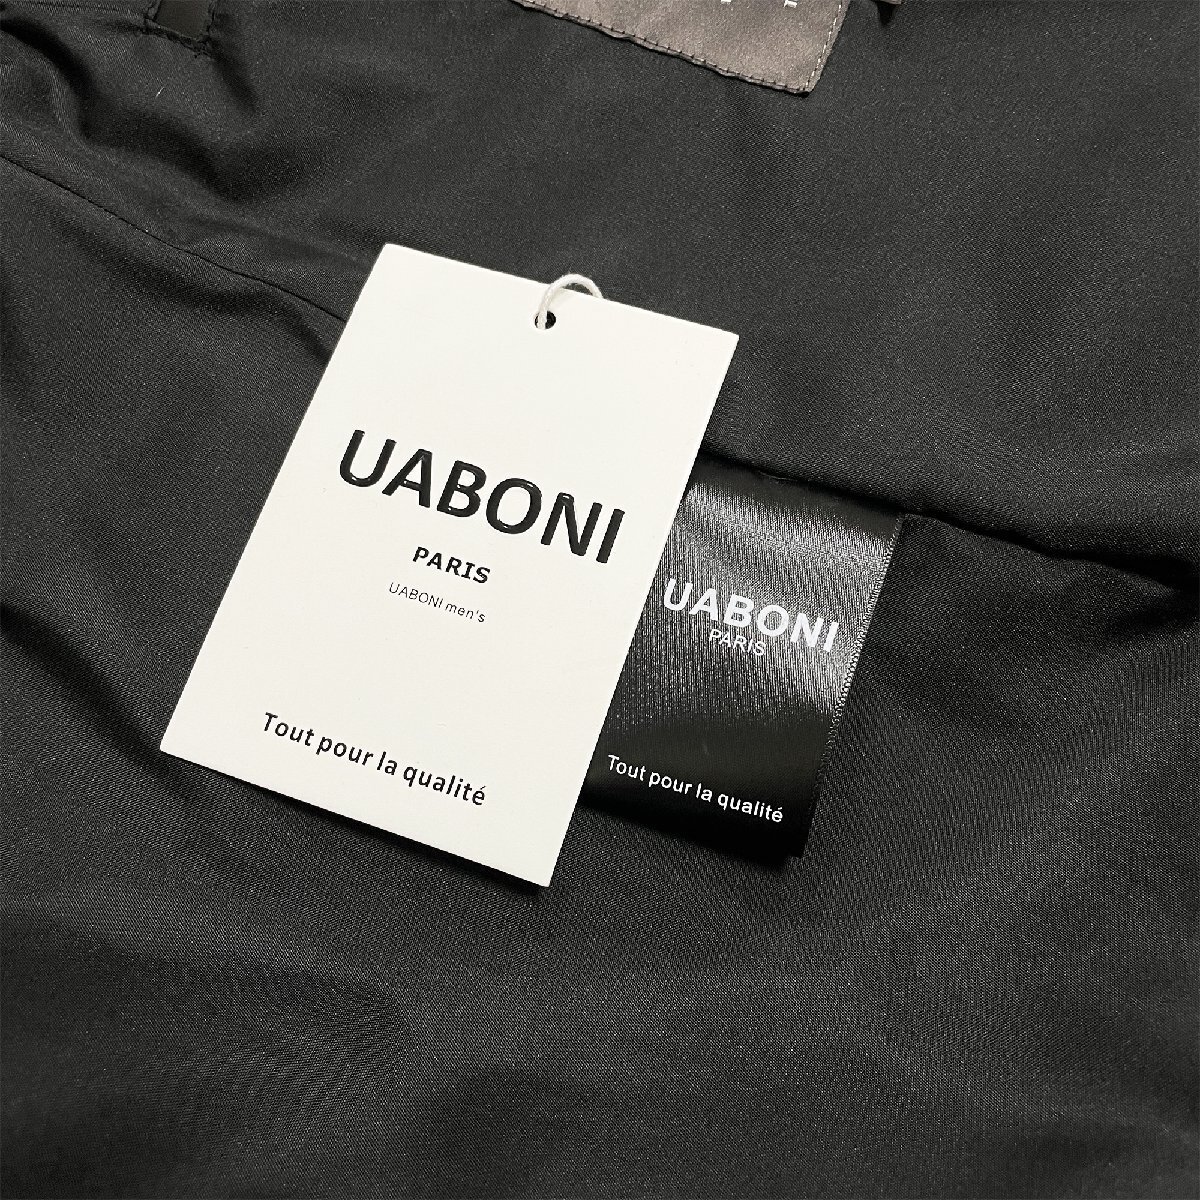 UABONI
PARIS
UABONI men's
Tout pour la qualité
UABONI
PARIS
Tout pour la qualité